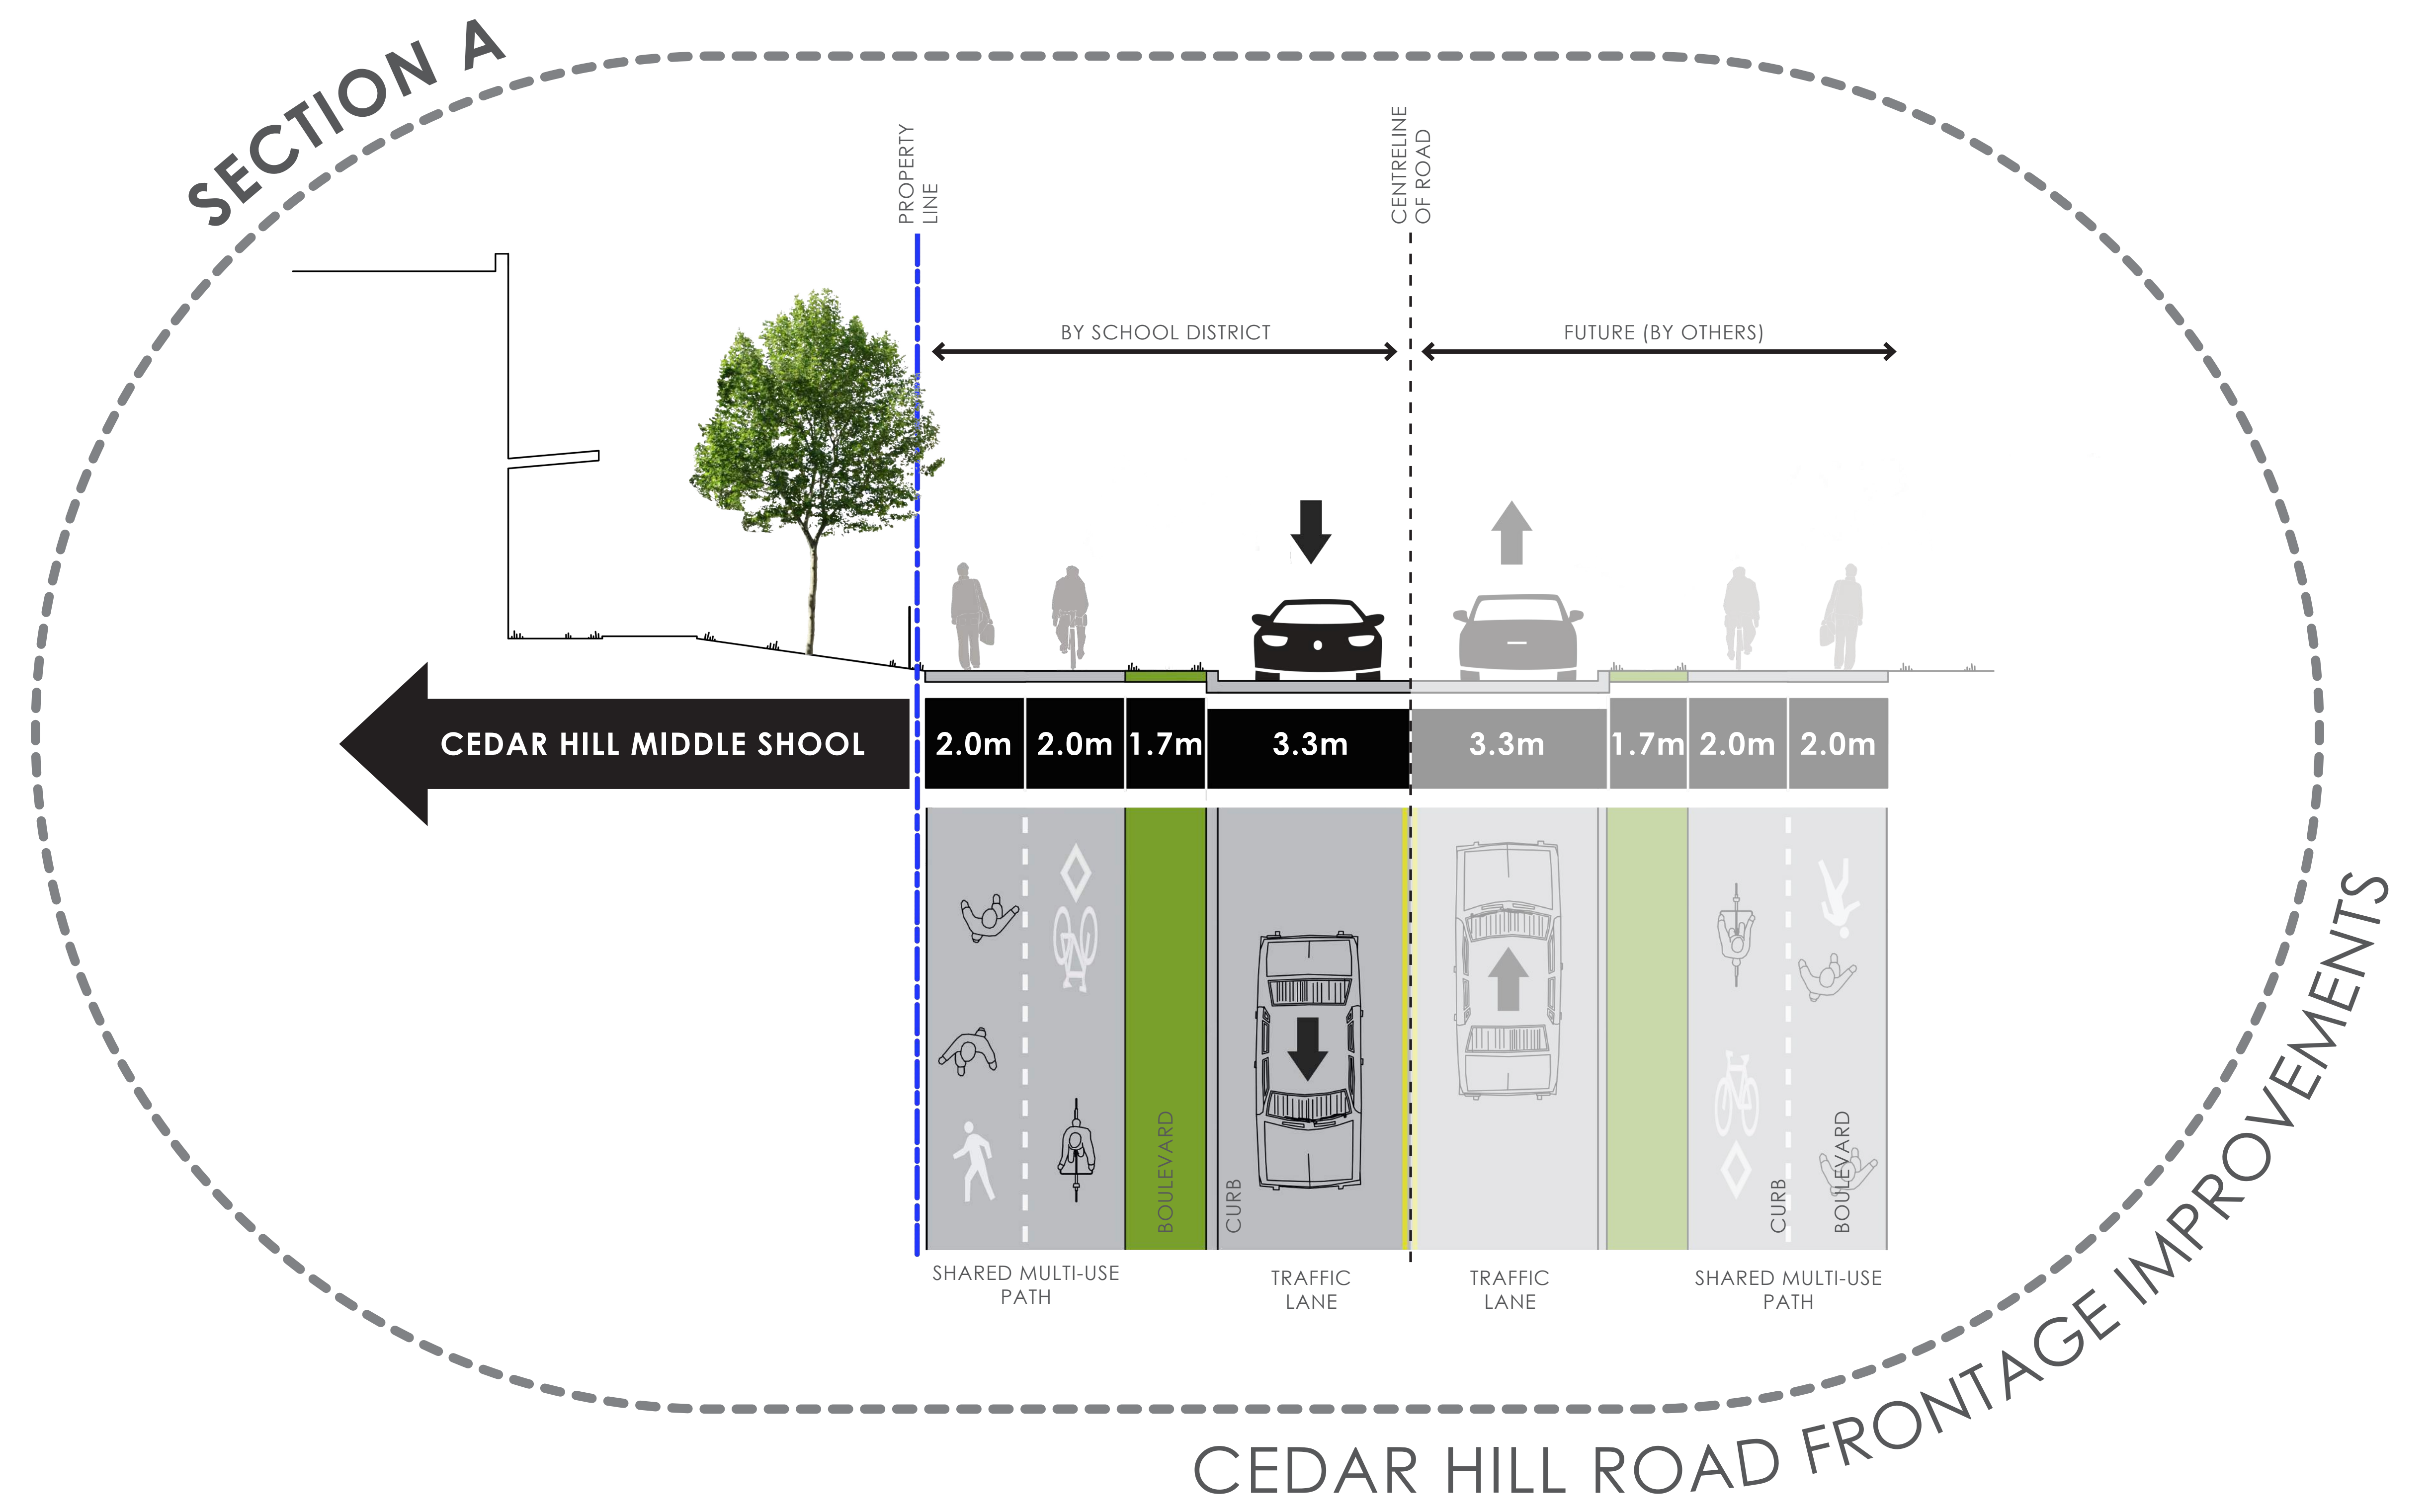 SECTION A
PROPERTY
LINE
CENTRELINE
OF ROAD
BY SCHOOL DISTRICT
FUTURE (BY OTHERS)
CEDAR HILL MIDDLE SHOOL
2.0m
2.0m
1.7m
3.3m
3.3m
1.7m
2.0m
2.0m
BOULEVARD
CURB
CURB
BOULEVARD
SHARED MULTI-USE
PATH
TRAFFIC
LANE
TRAFFIC
LANE
SHARED MULTI-USE
PATH
CEDAR HILL ROAD FRONTAGE IMPROVEMENTS